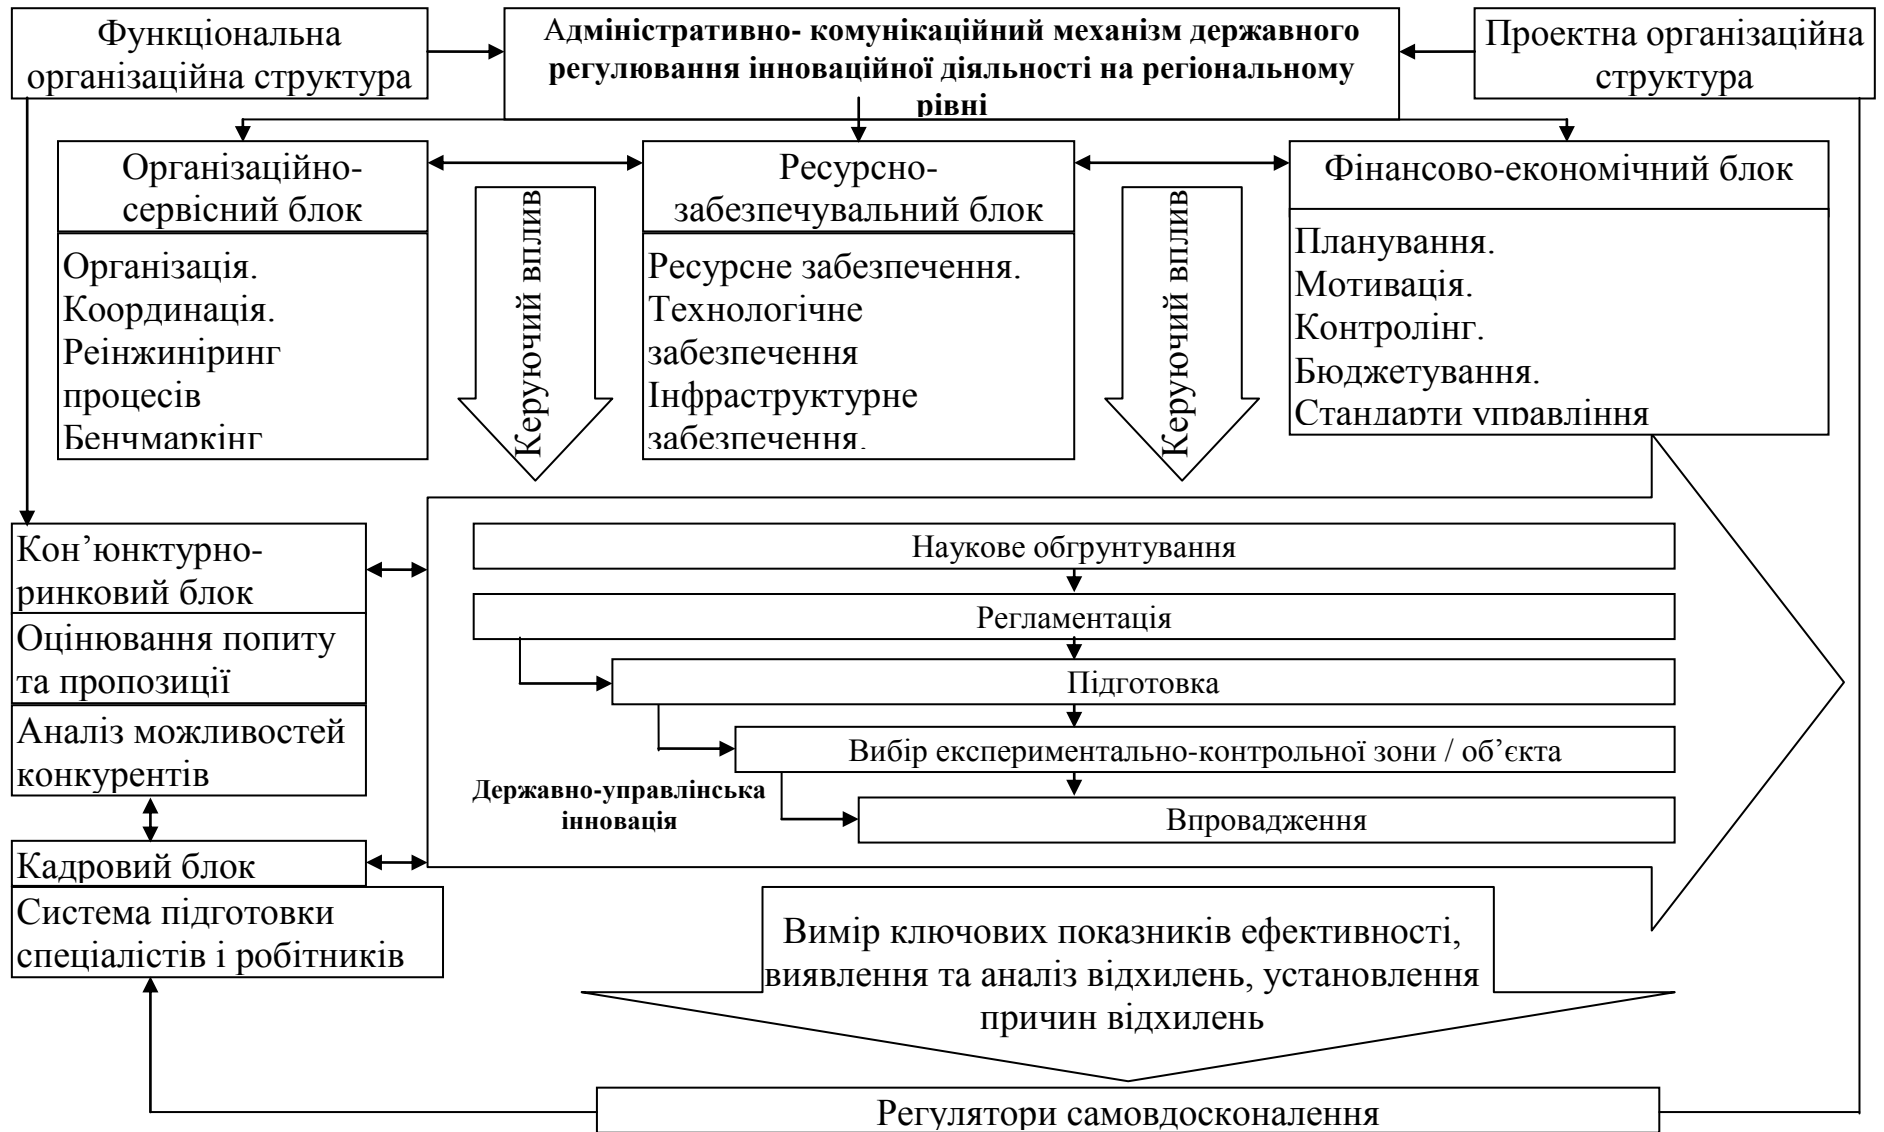 Функціональна
організаційна структура
Адміністративно- комунікаційний механізм державного
регулювання інноваційної діяльності на регіональному
рівні
Проектна організаційна
структура
Організаційно-
сервісний блок
Організація.
Координація.
Реінжиніринг
процесів
Бенчмаркінг
Керуючий вплив
Ресурсно-
забезпечувальний блок
Ресурсне забезпечення.
Технологічне
забезпечення
Інфраструктурне
забезпечення.
Керуючий вплив
Фінансово-економічний блок
Планування.
Мотивація.
Контролінг.
Бюджетування.
Стандарти управління
Кон’юнктурно-
ринковий блок
Оцінювання попиту
та пропозиції
Аналіз можливостей
конкурентів
Кадровий блок
Система підготовки
спеціалістів і робітників
Наукове обгрунтування
Регламентація
Підготовка
Вибір експериментально-контрольної зони / об’єкта
Державно-управлінська
інновація
Впровадження
Вимір ключових показників ефективності,
виявлення та аналіз відхилень, установлення
причин відхилень
Регулятори самовдосконалення